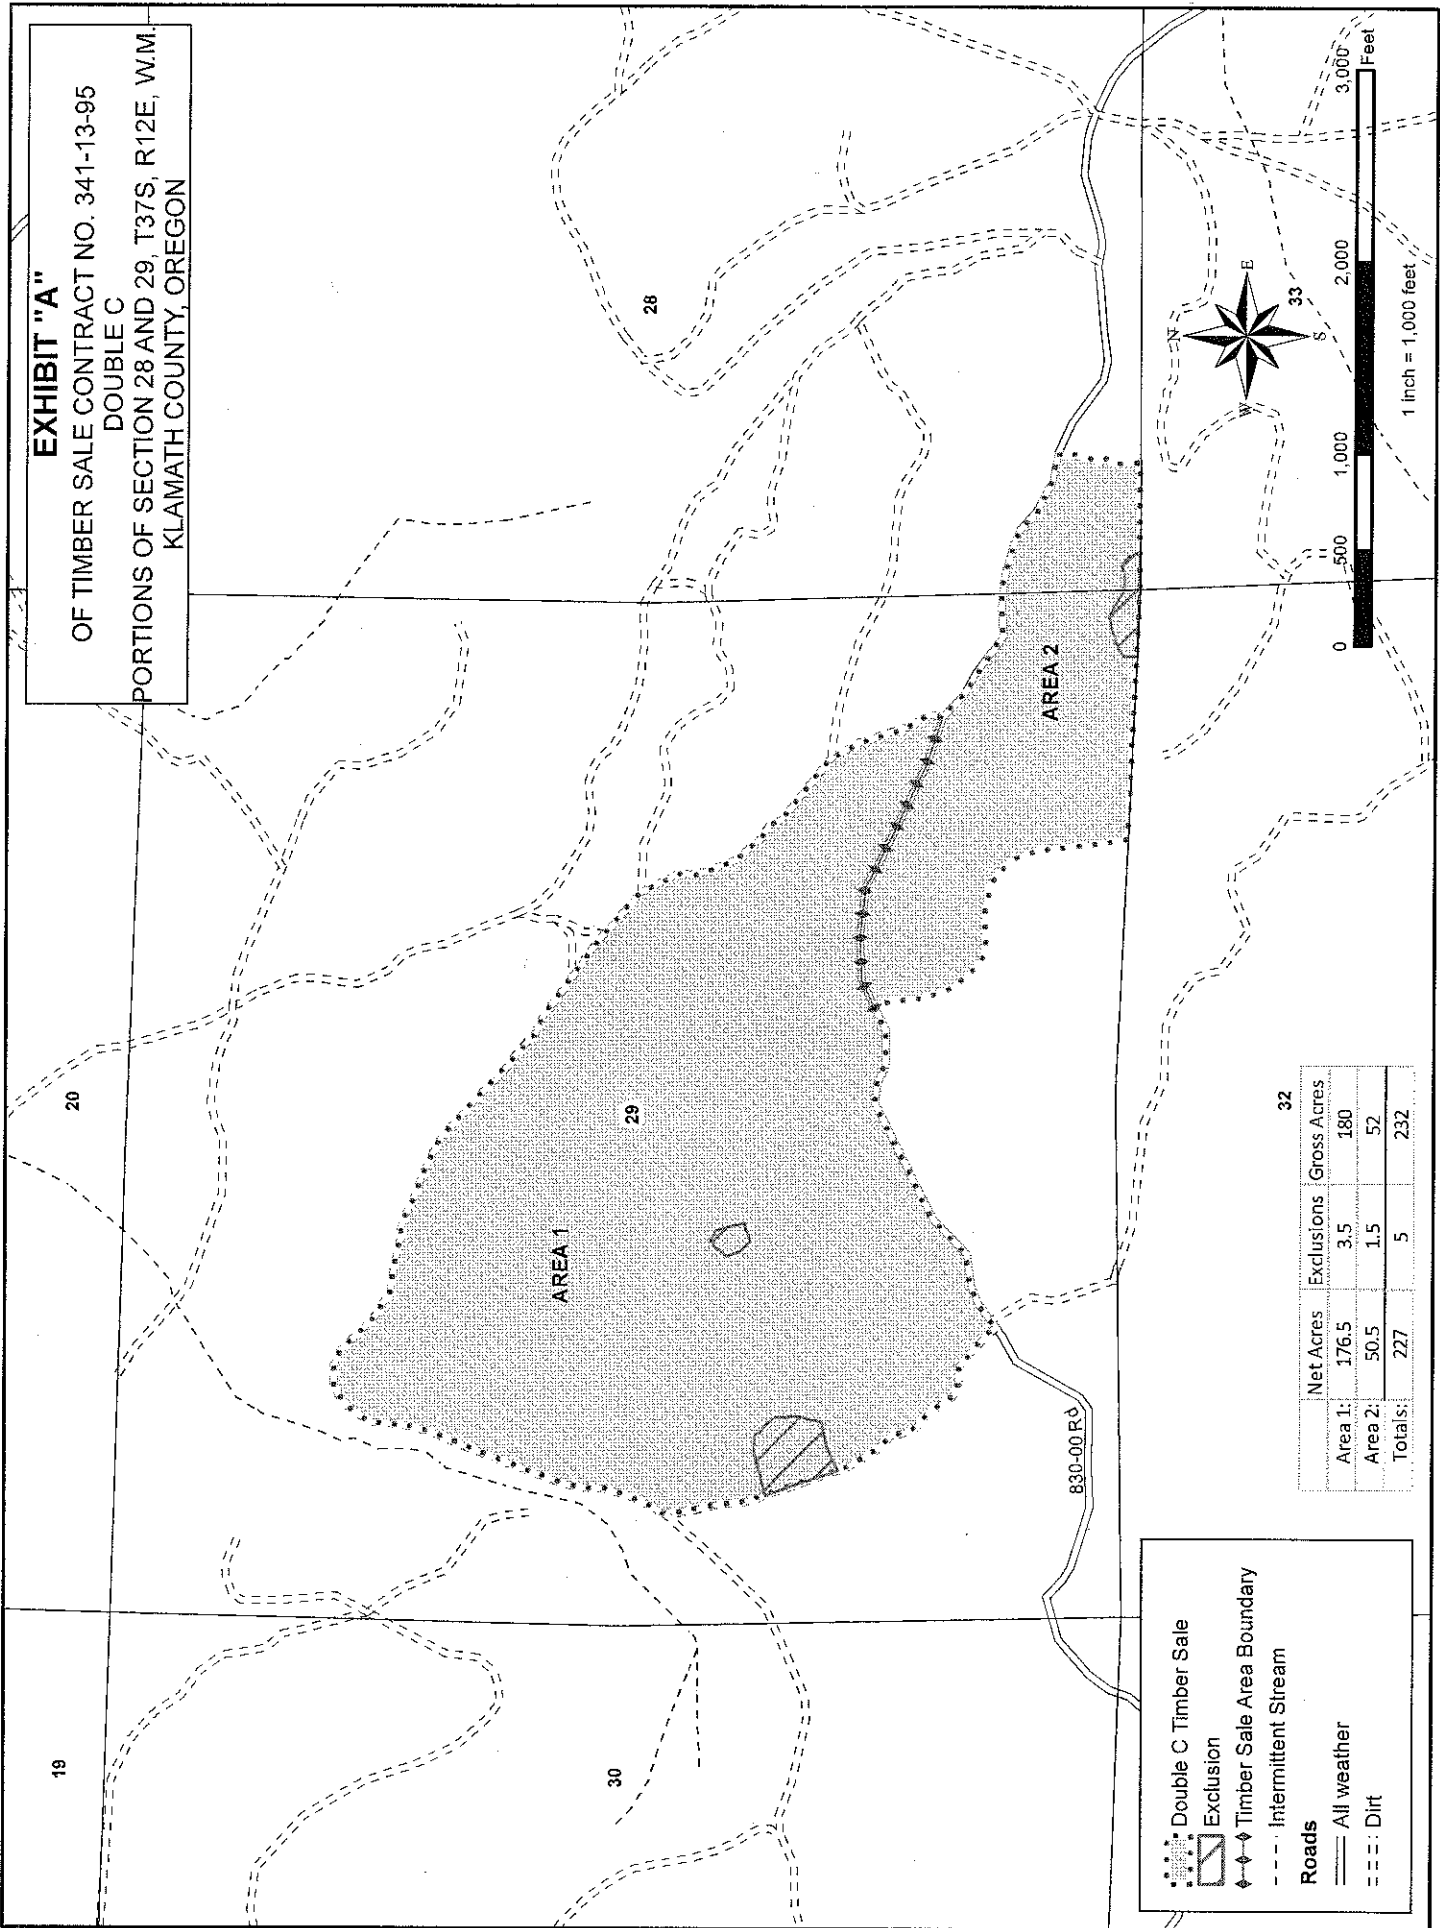 EXHIBIT "A"
OF TIMBER SALE CONTRACT NO. 341-13-95
DOUBLE C
PORTIONS OF SECTION 28 AND 29, T37S, R12E, W.M.
KLAMATH COUNTY, OREGON
19
20
28
29
30
32
33
AREA 1
AREA 2
830-00 Rd
N
E
S
W
0
500
1,000
2,000
3,000
Feet
1 inch = 1,000 feet
Net Acres Exclusions Gross Acres
Area 1: 176.5 3.5 180
Area 2: 50.5 1.5 52
Totals: 227 5 232
Double C Timber Sale
Exclusion
Timber Sale Area Boundary
Intermittent Stream
Roads
All weather
Dirt